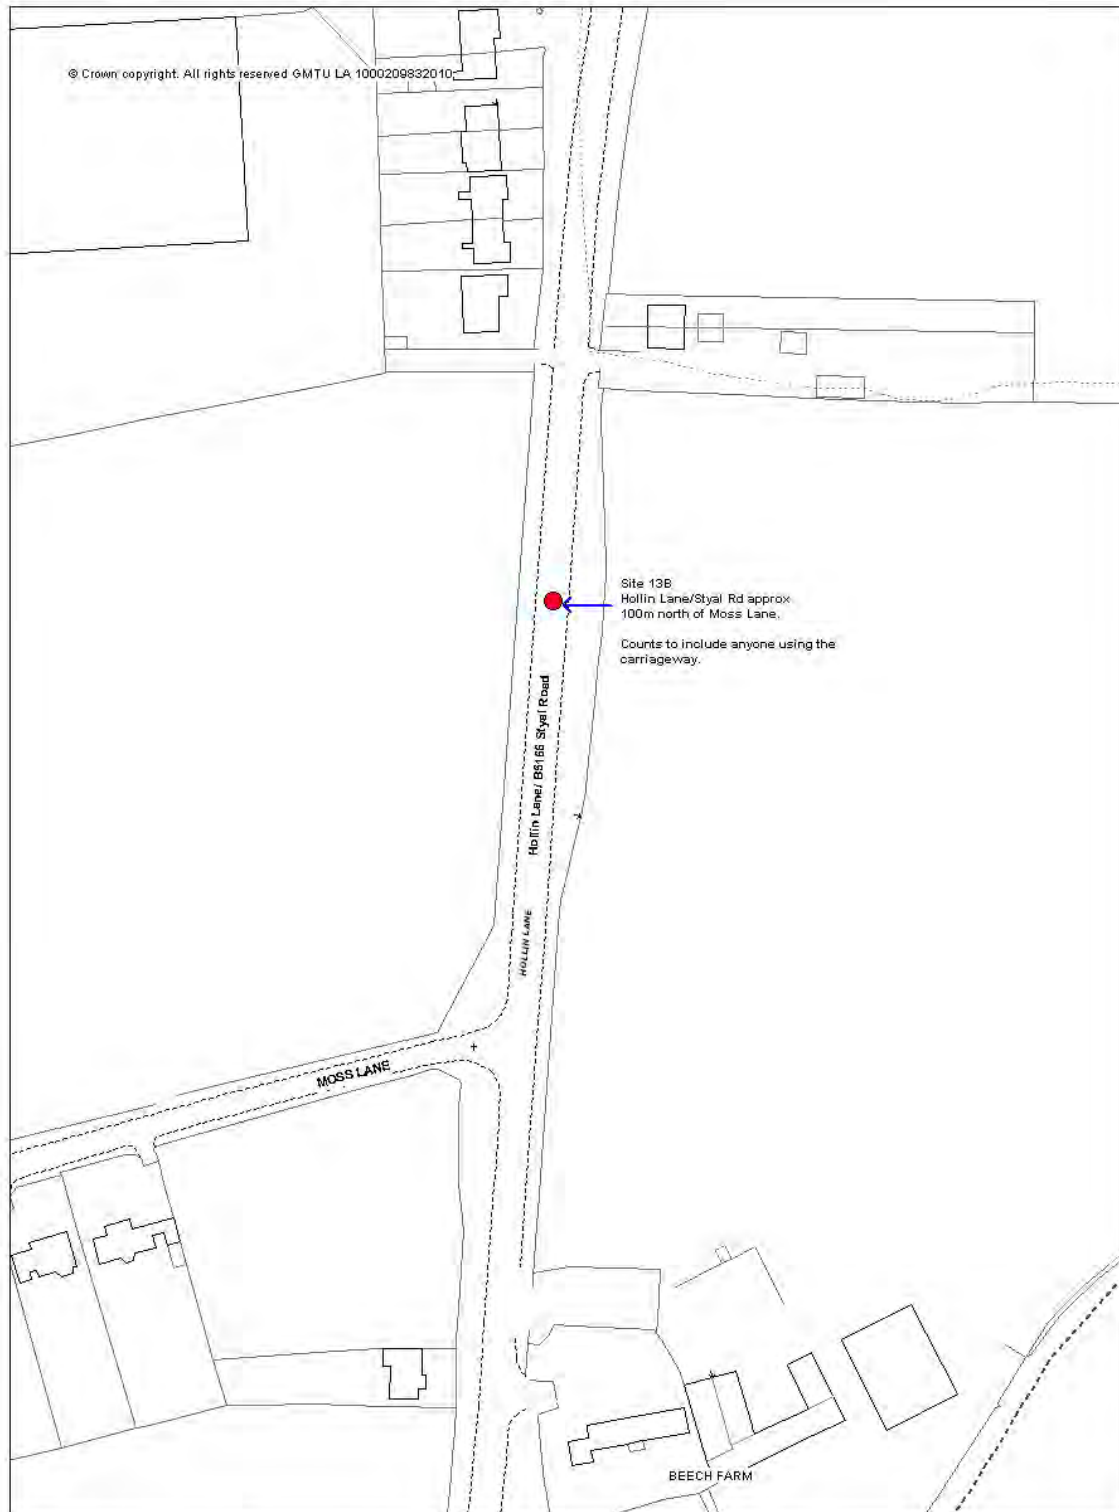 © Crown copyright. All rights reserved GMTU LA 1000209832010
Site 13B
Hollin Lane/Styal Rd approx
100m north of Moss Lane.
Counts to include anyone using the
carriageway.
Hollin Lane/ B5166 Styal Road
HOLLIN LANE
MOSS LANE
BEECH FARM